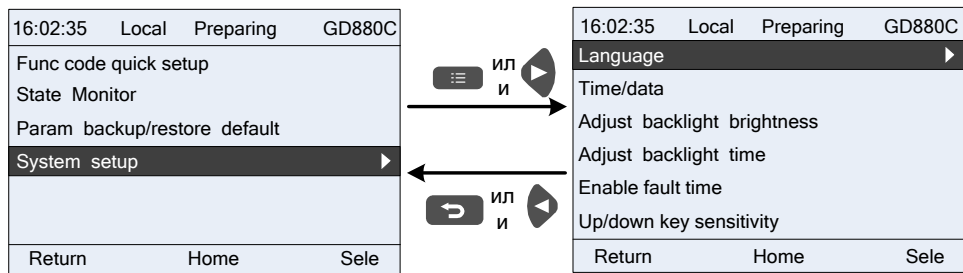 16:02:35 Local Preparing GD880C
Func code quick setup
State Monitor
Param backup/restore default
System setup
Return Home Sele
ил
и
ил
и
16:02:35 Local Preparing GD880C
Language
Time/data
Adjust backlight brightness
Adjust backlight time
Enable fault time
Up/down key sensitivity
Return Home Sele